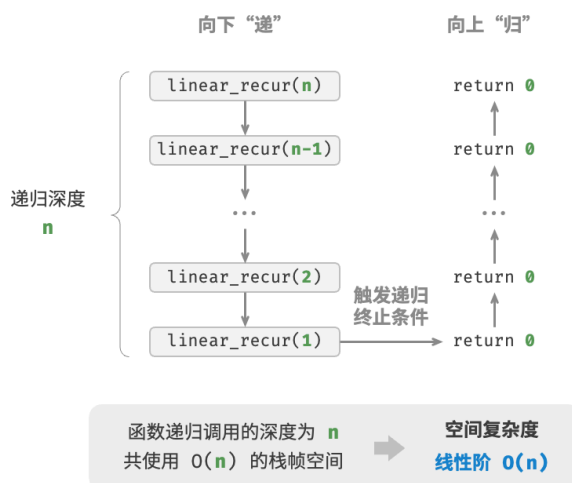 向下“递”
向上“归”
linear_recur(n)
return 0
linear_recur(n-1)
return 0
递归深度
n
...
...
linear_recur(2)
return 0
触发递归
终止条件
linear_recur(1)
return 0
函数递归调用的深度为 n
共使用 O(n) 的栈帧空间
空间复杂度
线性阶 O(n)